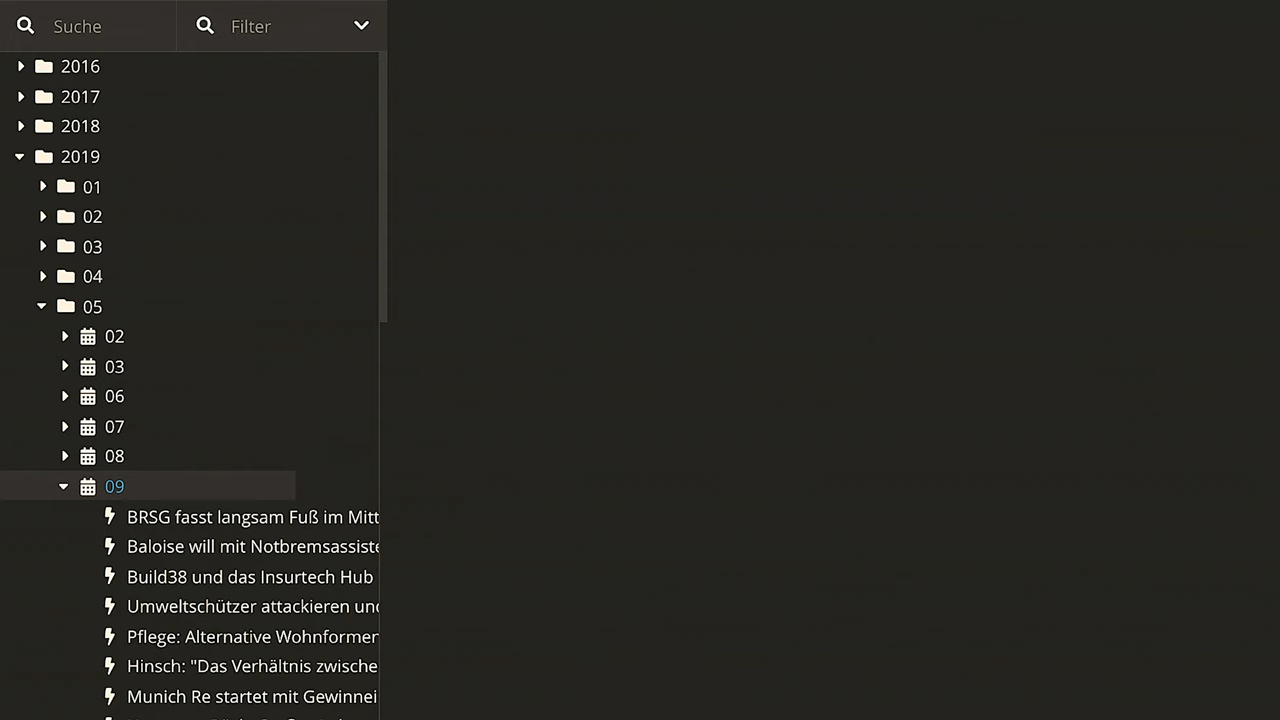 Suche Filter
2016
2017
2018
2019
01
02
03
04
05
02
03
06
07
08
09
BRSG fasst langsam Fuß im Mitt
Baloise will mit Notbremsassiste
Build38 und das Insurtech Hub
Umweltschützer attackieren und
Pflege: Alternative Wohnformen
Hinsch: "Das Verhältnis zwische
Munich Re startet mit Gewinnei